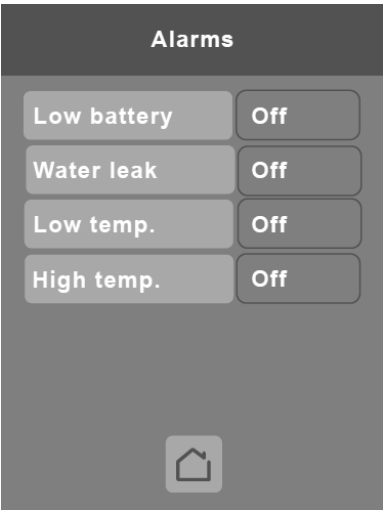 Alarms
Low battery Off
Water leak Off
Low temp. Off
High temp. Off